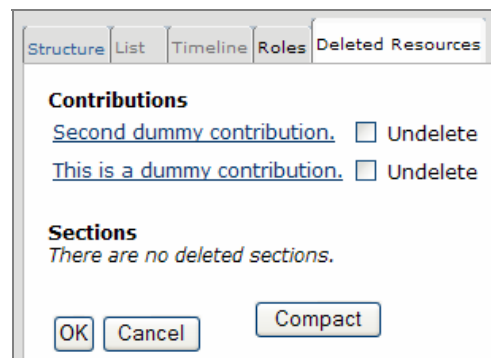 Structure List Timeline Roles Deleted Resources
Contributions
Second dummy contribution. Undelete
This is a dummy contribution. Undelete
Sections
There are no deleted sections.
OK Cancel Compact